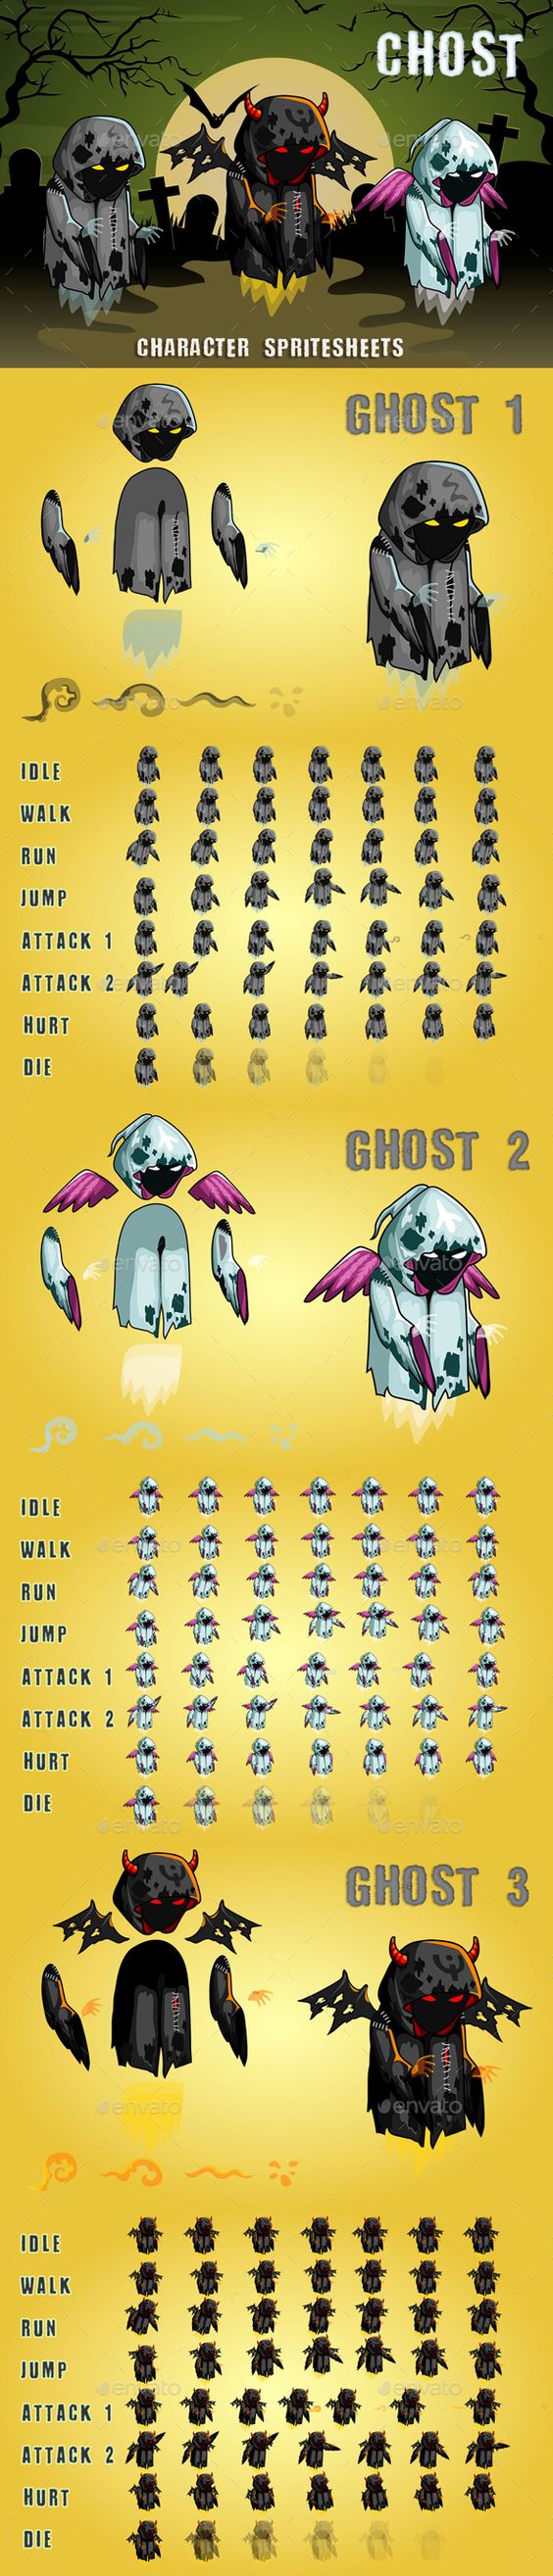 GHOST
CHARACTER SPRITESHEETS
GHOST 1
IDLE
WALK
RUN
JUMP
ATTACK 1
ATTACK 2
HURT
DIE
GHOST 2
IDLE
WALK
RUN
JUMP
ATTACK 1
ATTACK 2
HURT
DIE
GHOST 3
IDLE
WALK
RUN
JUMP
ATTACK 1
ATTACK 2
HURT
DIE
envato